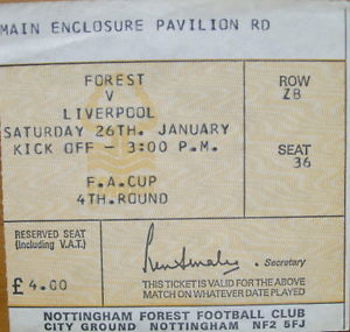 MAIN ENCLOSURE PAVILION RD
FOREST
V
LIVERPOOL
SATURDAY 26TH. JANUARY
KICK OFF - 3:00 P.M.
F.A.CUP
4TH.ROUND
ROW
ZB
SEAT
36
RESERVED SEAT
(including V.A.T.)
£4.00
Secretary
THIS TICKET IS VALID FOR THE ABOVE
MATCH ON WHATEVER DATE PLAYED
NOTTINGHAM FOREST FOOTBALL CLUB
CITY GROUND NOTTINGHAM NF2 5FJ